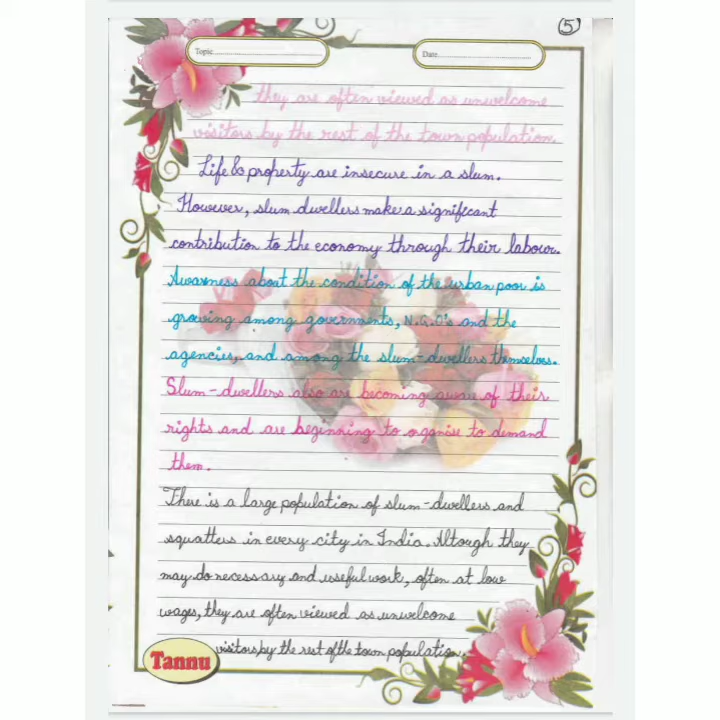 5
Topic
Date
they are often viewed as unwelcome
visitors by the rest of the town population.
Life & property are insecure in a slum.
However, slum dwellers make a significant
contribution to the economy through their labour.
Awareness about the condition of the urban poor is
growing among governments, N.G.O's and the
agencies, and among the slum-dwellers themselves.
Slum-dwellers also are becoming aware of their
rights and are beginning to organise to demand
them.
There is a large population of slum-dwellers and
squatters in every city in India. Altough they
may do necessary and useful work, often at low
wages, they are often viewed as unwelcome
visitors by the rest of the town population.
Tannu